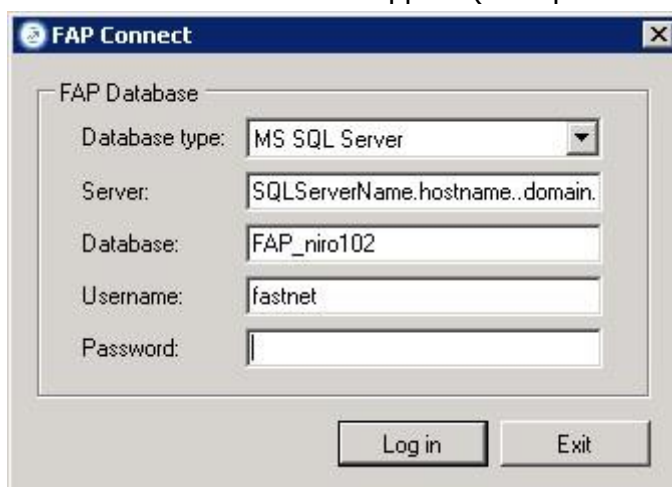 FAP Connect
FAP Database
Database type: MS SQL Server
Server: SQLServerName.hostname..domain.
Database: FAP_niro102
Username: fastnet
Password:
Log in Exit